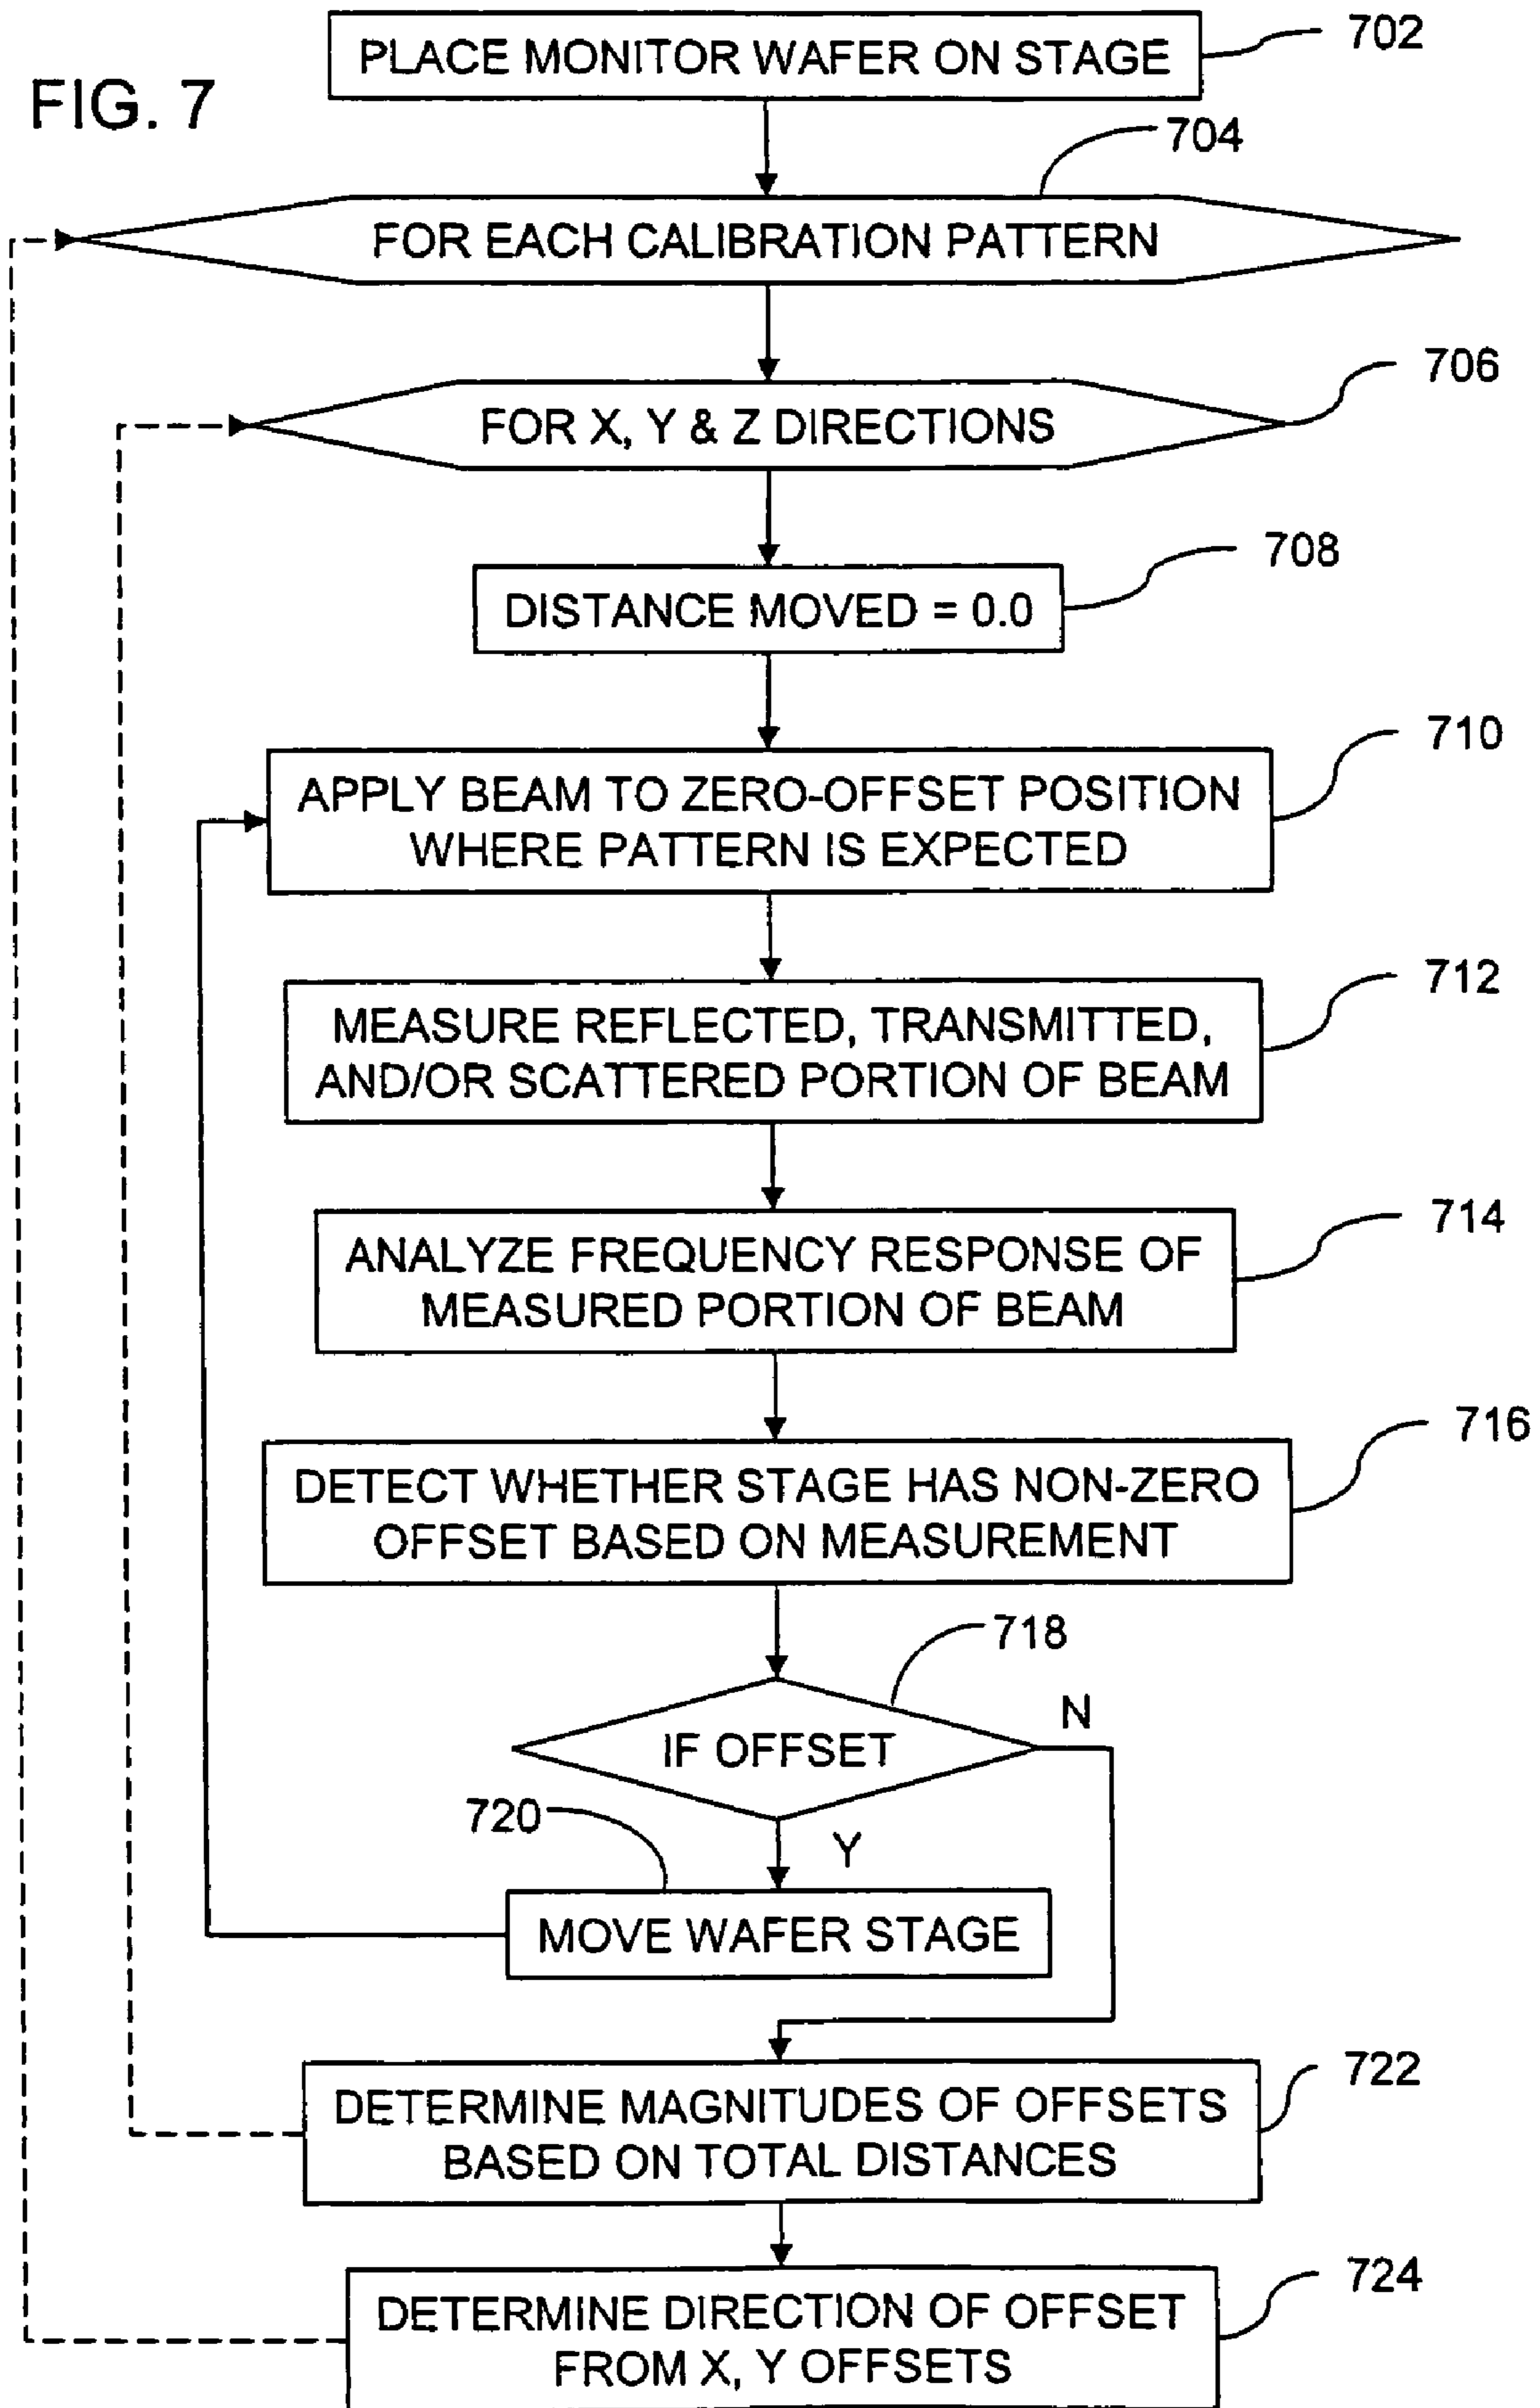 FIG. 7
PLACE MONITOR WAFER ON STAGE
702
704
FOR EACH CALIBRATION PATTERN
706
FOR X, Y & Z DIRECTIONS
708
DISTANCE MOVED = 0.0
710
APPLY BEAM TO ZERO-OFFSET POSITION
WHERE PATTERN IS EXPECTED
712
MEASURE REFLECTED, TRANSMITTED,
AND/OR SCATTERED PORTION OF BEAM
714
ANALYZE FREQUENCY RESPONSE OF
MEASURED PORTION OF BEAM
716
DETECT WHETHER STAGE HAS NON-ZERO
OFFSET BASED ON MEASUREMENT
718
N
IF OFFSET
720
Y
MOVE WAFER STAGE
722
DETERMINE MAGNITUDES OF OFFSETS
BASED ON TOTAL DISTANCES
724
DETERMINE DIRECTION OF OFFSET
FROM X, Y OFFSETS